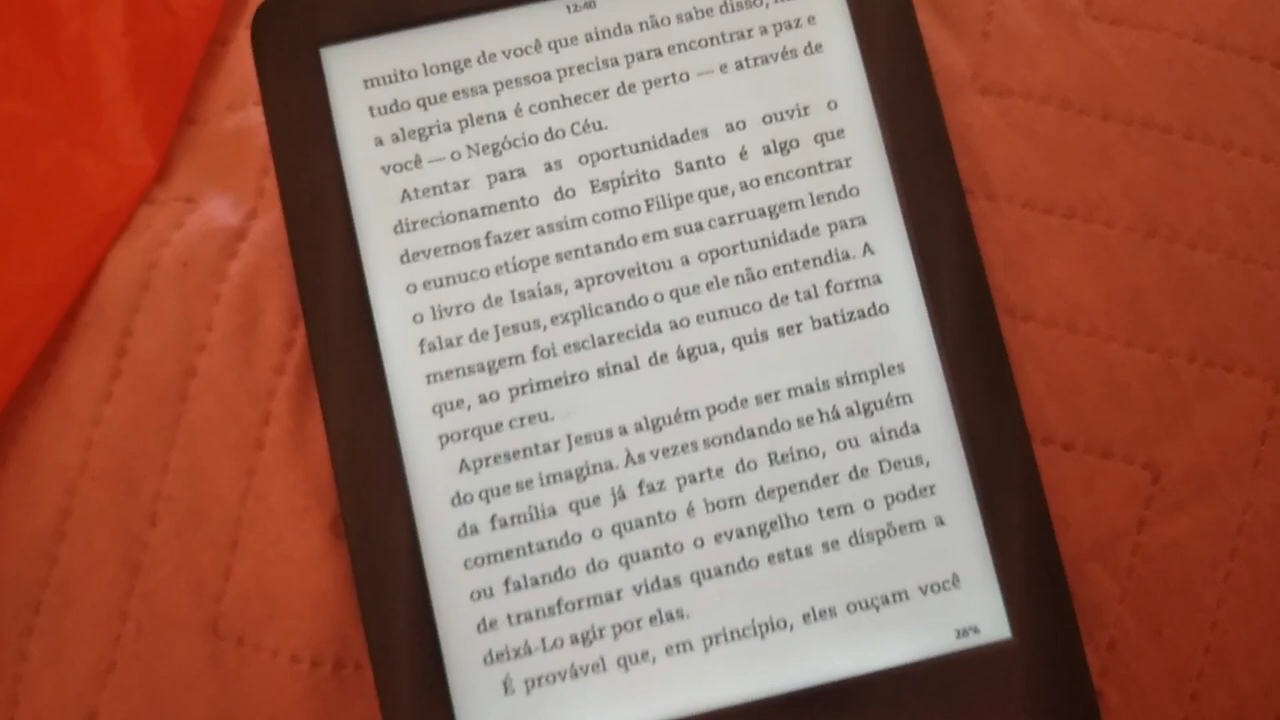 12:40
muito longe de você que ainda não sabe disso,
tudo que essa pessoa precisa para encontrar a paz e
a alegria plena é conhecer de perto — e através de
você — o Negócio do Céu.
Atentar para as oportunidades ao ouvir o
direcionamento do Espírito Santo é algo que
devemos fazer assim como Filipe que, ao encontrar
o eunuco etíope sentando em sua carruagem lendo
o livro de Isaías, aproveitou a oportunidade para
falar de Jesus, explicando o que ele não entendia. A
mensagem foi esclarecida ao eunuco de tal forma
que, ao primeiro sinal de água, quis ser batizado
porque creu.
Apresentar Jesus a alguém pode ser mais simples
do que se imagina. Às vezes sondando se há alguém
da família que já faz parte do Reino, ou ainda
comentando o quanto é bom depender de Deus,
ou falando do quanto o evangelho tem o poder
de transformar vidas quando estas se dispõem a
deixá-Lo agir por elas.
É provável que, em princípio, eles ouçam você
28%